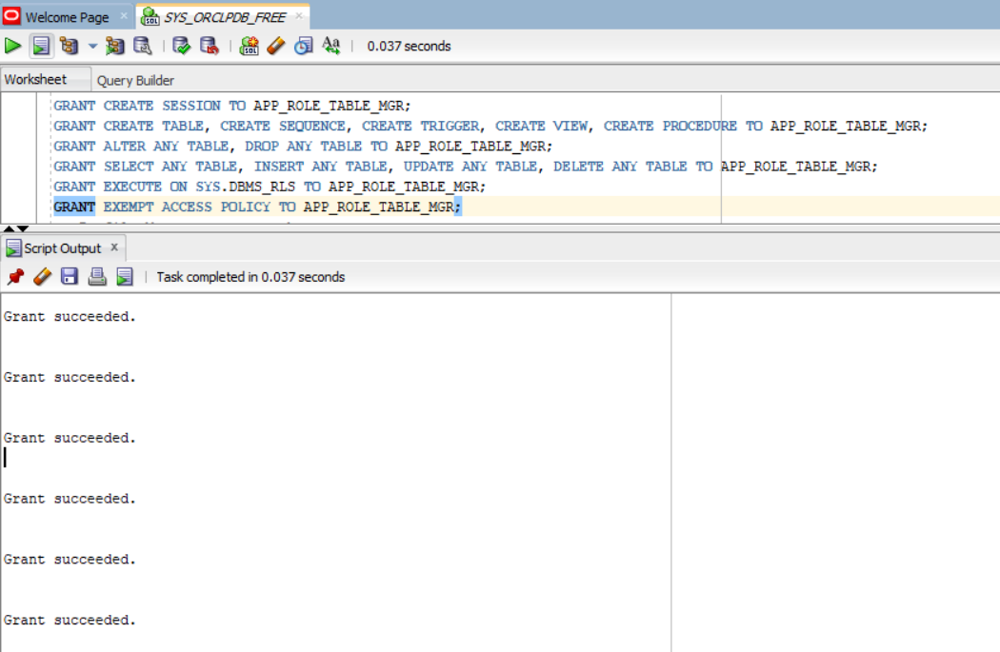 Welcome Page
SYS_ORCLPDB_FREE
0.037 seconds
Worksheet
Query Builder
GRANT CREATE SESSION TO APP_ROLE_TABLE_MGR;
GRANT CREATE TABLE, CREATE SEQUENCE, CREATE TRIGGER, CREATE VIEW, CREATE PROCEDURE TO APP_ROLE_TABLE_MGR;
GRANT ALTER ANY TABLE, DROP ANY TABLE TO APP_ROLE_TABLE_MGR;
GRANT SELECT ANY TABLE, INSERT ANY TABLE, UPDATE ANY TABLE, DELETE ANY TABLE TO APP_ROLE_TABLE_MGR;
GRANT EXECUTE ON SYS.DBMS_RLS TO APP_ROLE_TABLE_MGR;
GRANT EXEMPT ACCESS POLICY TO APP_ROLE_TABLE_MGR;
Script Output x
Task completed in 0.037 seconds
Grant succeeded.
Grant succeeded.
Grant succeeded.
Grant succeeded.
Grant succeeded.
Grant succeeded.